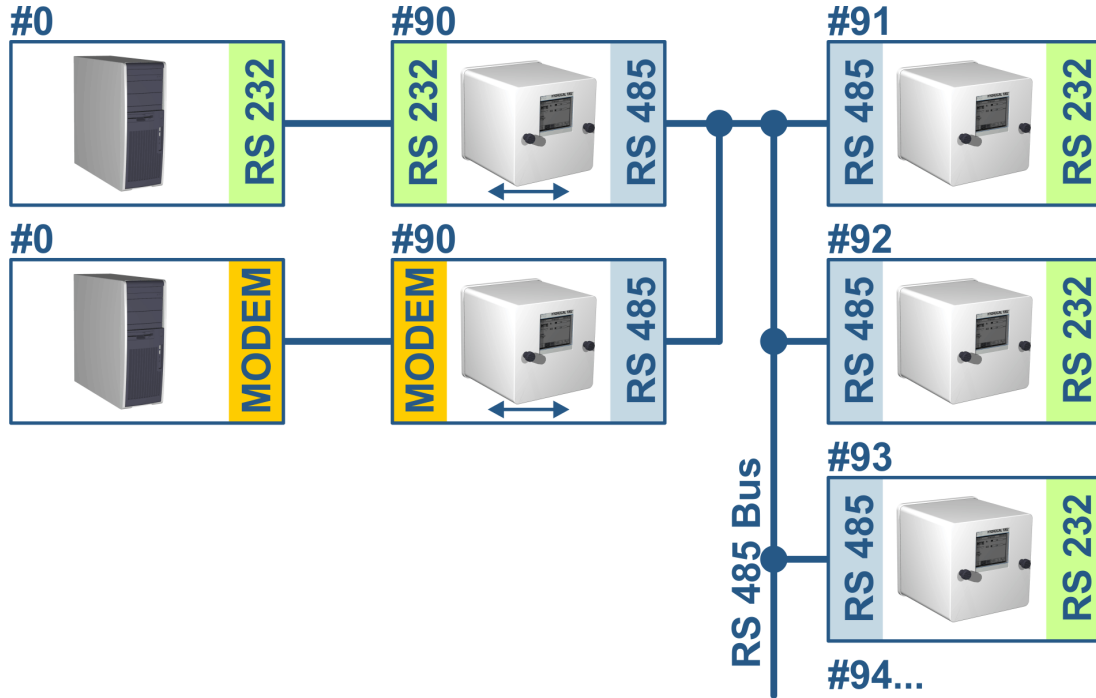 #0
RS 232
#90
RS 232
RS 485
#91
RS 485
RS 232
#0
MODEM
#90
MODEM
RS 485
#92
RS 485
RS 232
RS 485 Bus
#93
RS 485
RS 232
#94...